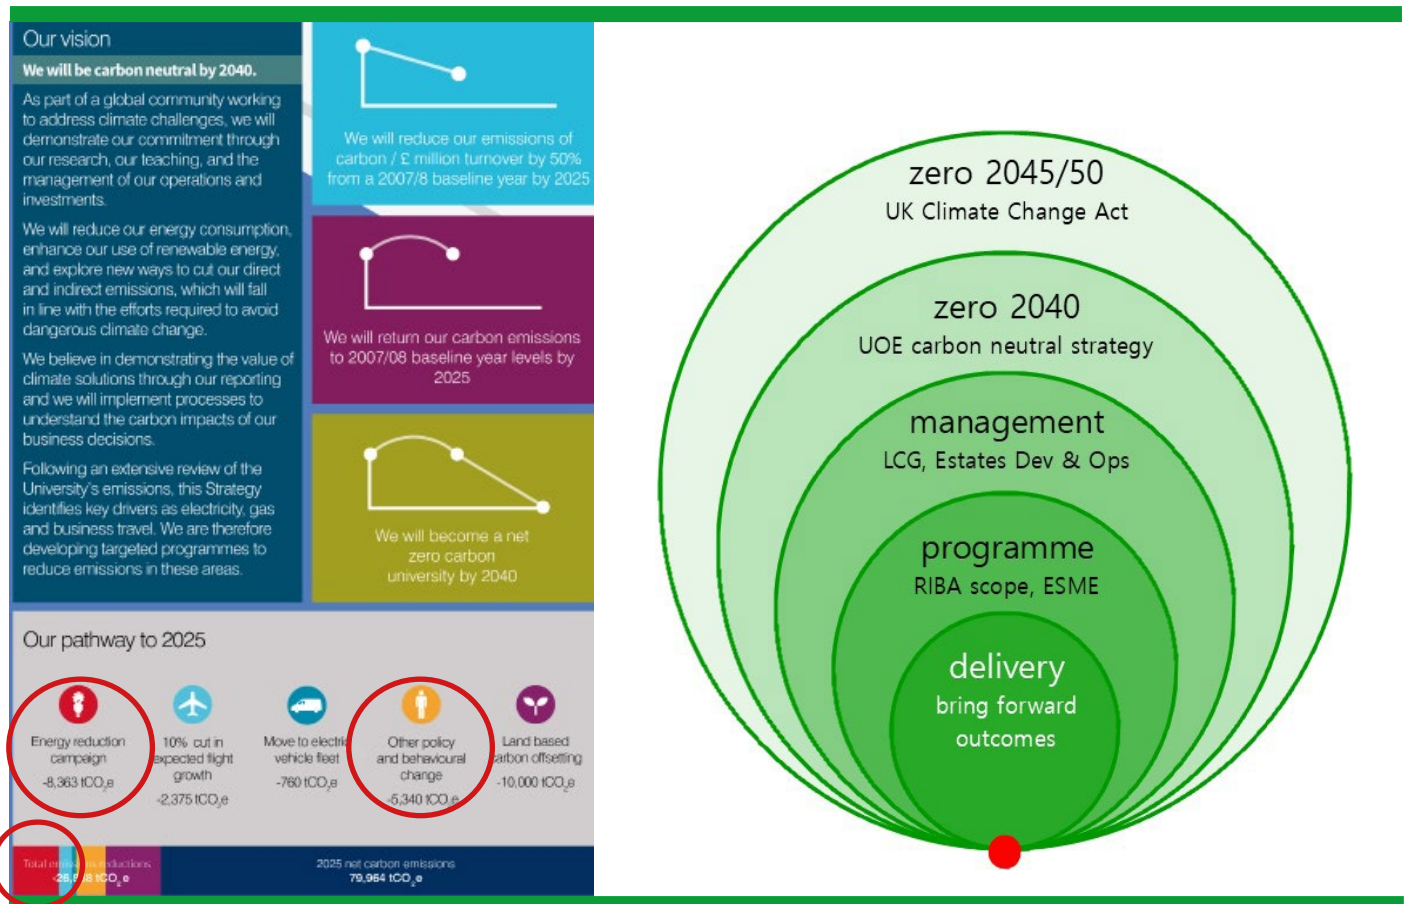 Our vision
We will be carbon neutral by 2040.
As part of a global community working
to address climate challenges, we will
demonstrate our commitment through
our research, our teaching, and the
management of our operations and
investments.
We will reduce our energy consumption,
enhance our use of renewable energy,
and explore new ways to cut our direct
and indirect emissions, which will fall
in line with the efforts required to avoid
dangerous climate change.
We believe in demonstrating the value of
climate solutions through our reporting
and we will implement processes to
understand the carbon impacts of our
business decisions.
Following an extensive review of the
University's emissions, this Strategy
identifies key drivers as electricity, gas
and business travel. We are therefore
developing targeted programmes to
reduce emissions in these areas.
We will reduce our emissions of
carbon / £ million turnover by 50%
from a 2007/8 baseline year by 2025
We will return our carbon emissions
to 2007/08 baseline year levels by
2025
We will become a net
zero carbon
university by 2040
Our pathway to 2025
Energy reduction
campaign
-8,363 tCO₂e
10% cut in
expected flight
growth
-2,375 tCO₂e
Move to electric
vehicle fleet
-760 tCO₂e
Other policy
and behavioural
change
-5,340 tCO₂e
Land based
carbon offsetting
-10,000 tCO₂e
Total emissions reductions
tCO₂e
2025 net carbon emissions
79,964 tCO₂e
zero 2045/50
UK Climate Change Act
zero 2040
UOE carbon neutral strategy
management
LCG, Estates Dev & Ops
programme
RIBA scope, ESME
delivery
bring forward
outcomes